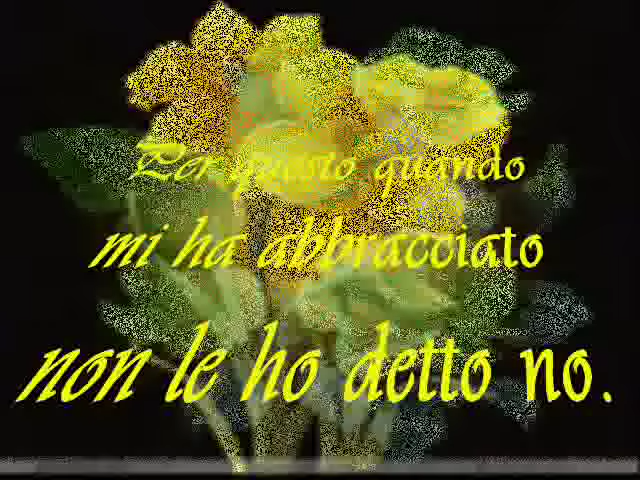 Per questo quando
mi ha abbracciato
non le ho detto no.